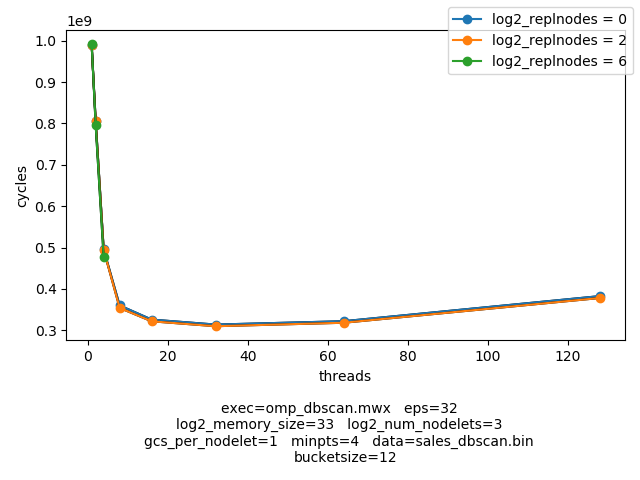 1e9
log2_replnodes = 0
log2_replnodes = 2
log2_replnodes = 6
1.0
0.9
0.8
0.7
0.6
0.5
0.4
0.3
cycles
0 20 40 60 80 100 120
threads
exec=omp_dbscan.mwx eps=32
log2_memory_size=33 log2_num_nodelets=3
gcs_per_nodelet=1 minpts=4 data=sales_dbscan.bin
bucketsize=12